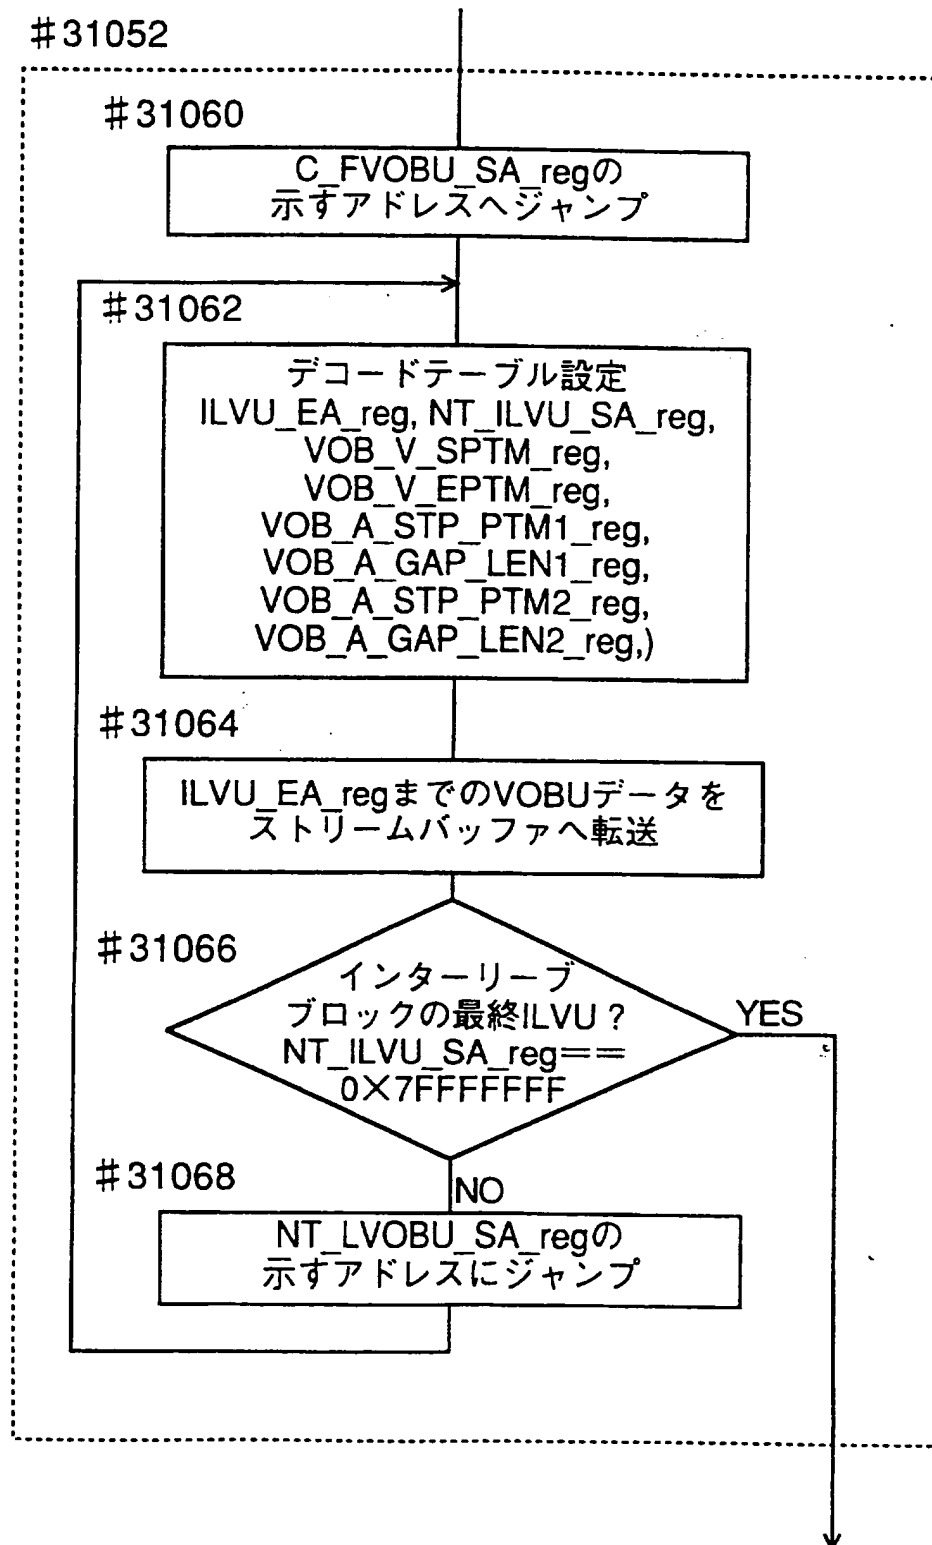 #31052
#31060
C_FVOBU_SA_regの
示すアドレスへジャンプ
#31062
デコードテーブル設定
ILVU_EA_reg, NT_ILVU_SA_reg,
VOB_V_SPTM_reg,
VOB_V_EPTM_reg,
VOB_A_STP_PTM1_reg,
VOB_A_GAP_LEN1_reg,
VOB_A_STP_PTM2_reg,
VOB_A_GAP_LEN2_reg,)
#31064
ILVU_EA_regまでのVOBUデータを
ストリームバッファへ転送
#31066
インターリーブ
ブロックの最終ILVU?
NT_ILVU_SA_reg==
0×7FFFFFFF
YES
#31068
NO
NT_LVOBU_SA_regの
示すアドレスにジャンプ